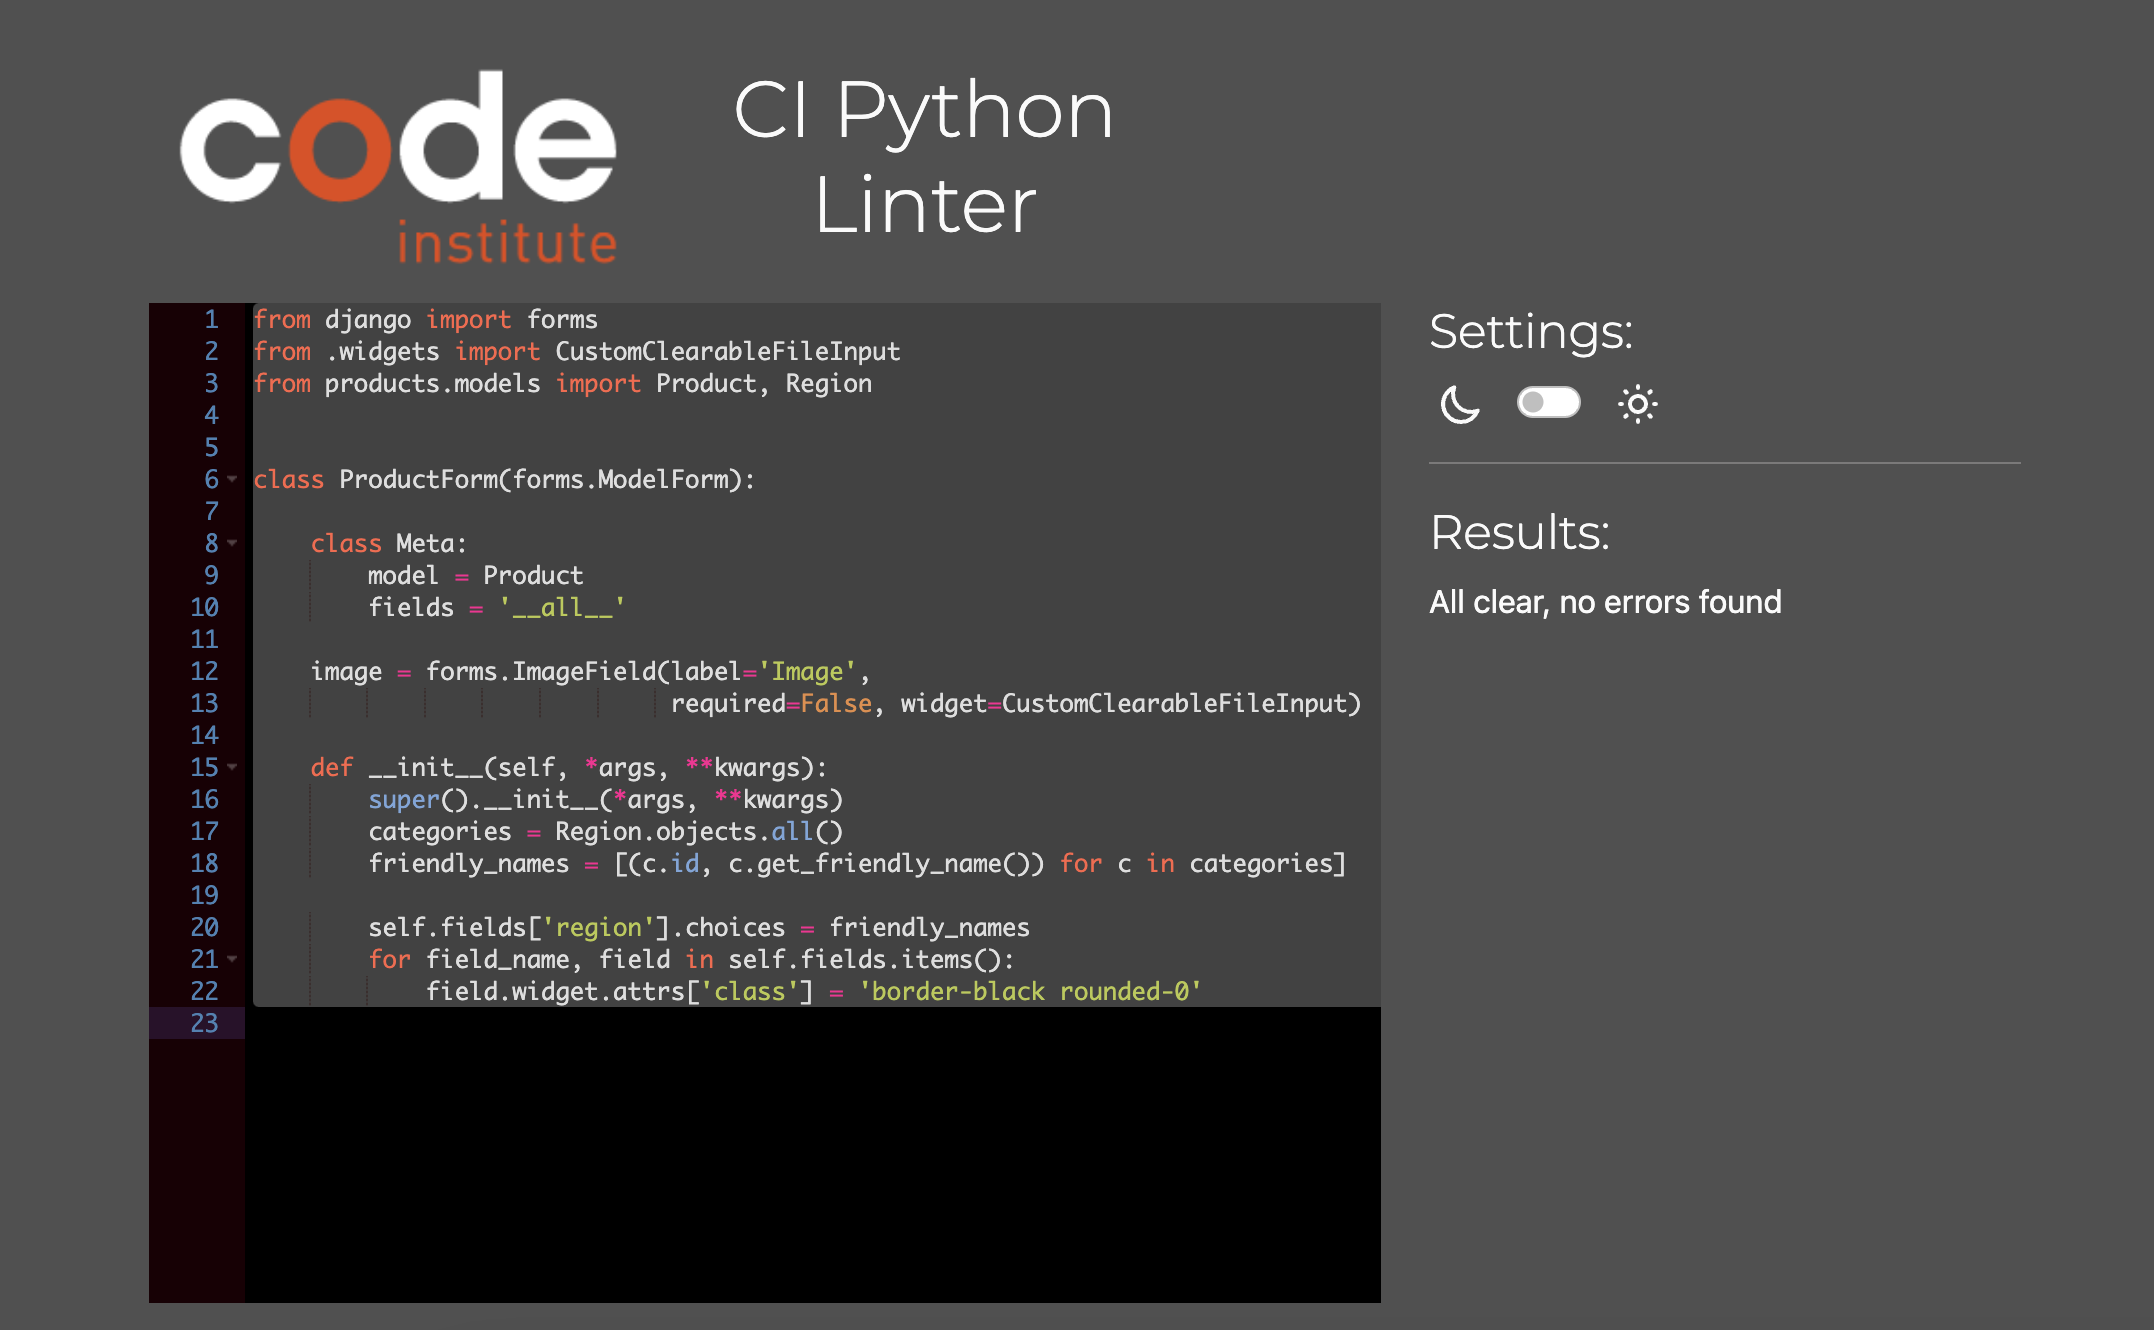 code
institute
CI Python
Linter
1 from django import forms
2 from .widgets import CustomClearableFileInput
3 from products.models import Product, Region
4
5
6 class ProductForm(forms.ModelForm):
7
8     class Meta:
9         model = Product
10         fields = '__all__'
11
12     image = forms.ImageField(label='Image',
13                              required=False, widget=CustomClearableFileInput)
14
15     def __init__(self, *args, **kwargs):
16         super().__init__(*args, **kwargs)
17         categories = Region.objects.all()
18         friendly_names = [(c.id, c.get_friendly_name()) for c in categories]
19
20         self.fields['region'].choices = friendly_names
21         for field_name, field in self.fields.items():
22             field.widget.attrs['class'] = 'border-black rounded-0'
23
Settings:
Results:
All clear, no errors found